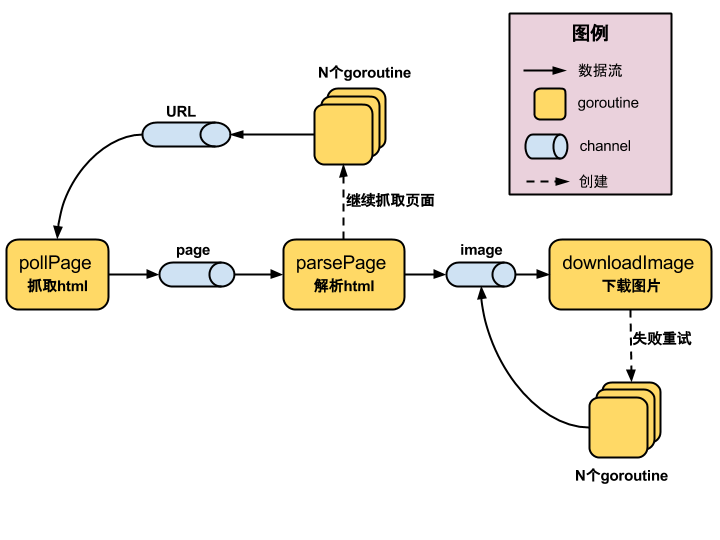 图例
数据流
goroutine
channel
创建
N个goroutine
URL
继续抓取页面
pollPage
抓取html
page
parsePage
解析html
image
downloadImage
下载图片
失败重试
N个goroutine